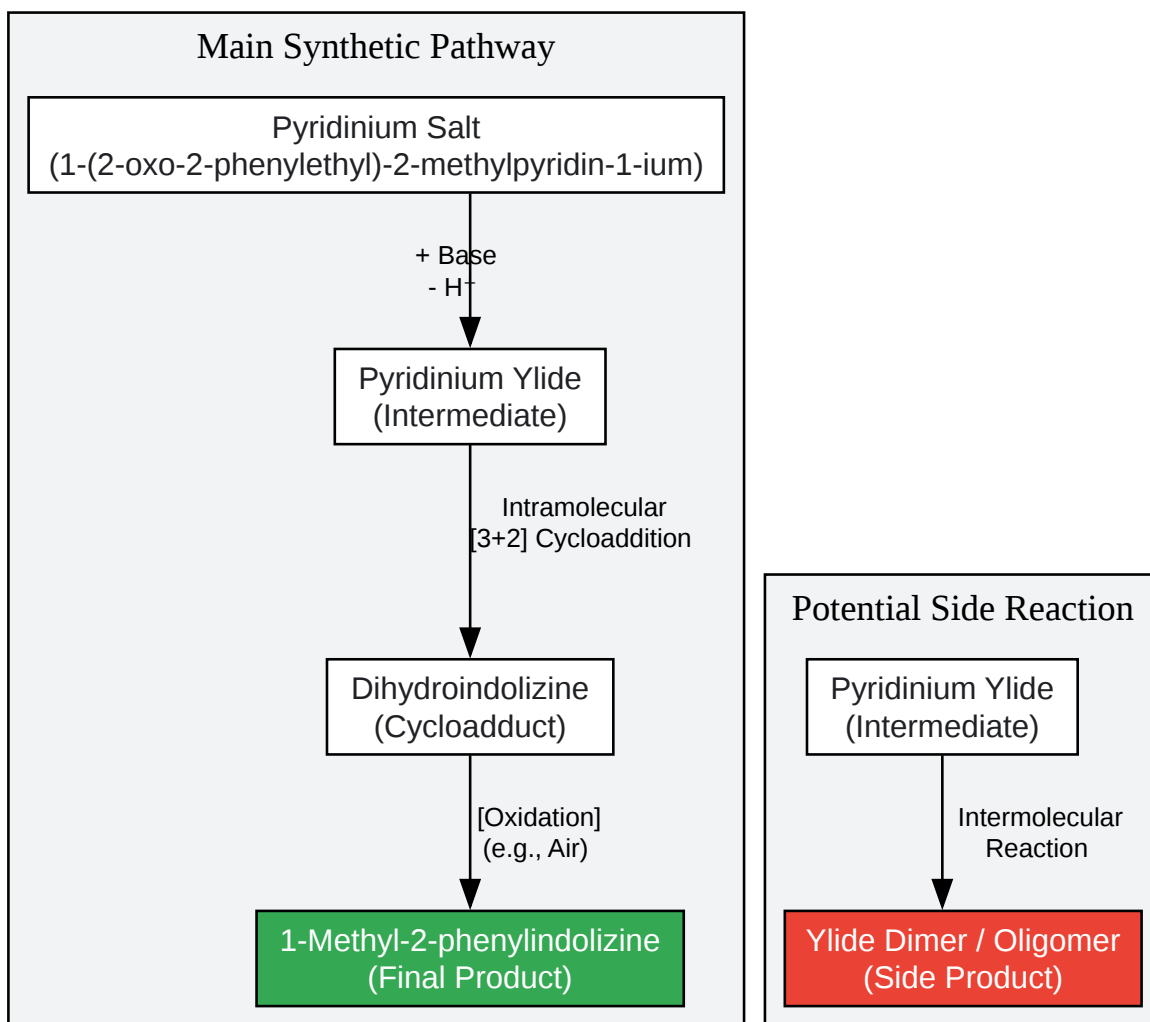 Main Synthetic Pathway
Pyridinium Salt
(1-(2-oxo-2-phenylethyl)-2-methylpyridin-1-ium)
+ Base
- H⁺
Pyridinium Ylide
(Intermediate)
Intramolecular
[3+2] Cycloaddition
Dihydroindolizine
(Cycloadduct)
[Oxidation]
(e.g., Air)
1-Methyl-2-phenylindolizine
(Final Product)
Potential Side Reaction
Pyridinium Ylide
(Intermediate)
Intermolecular
Reaction
Ylide Dimer / Oligomer
(Side Product)